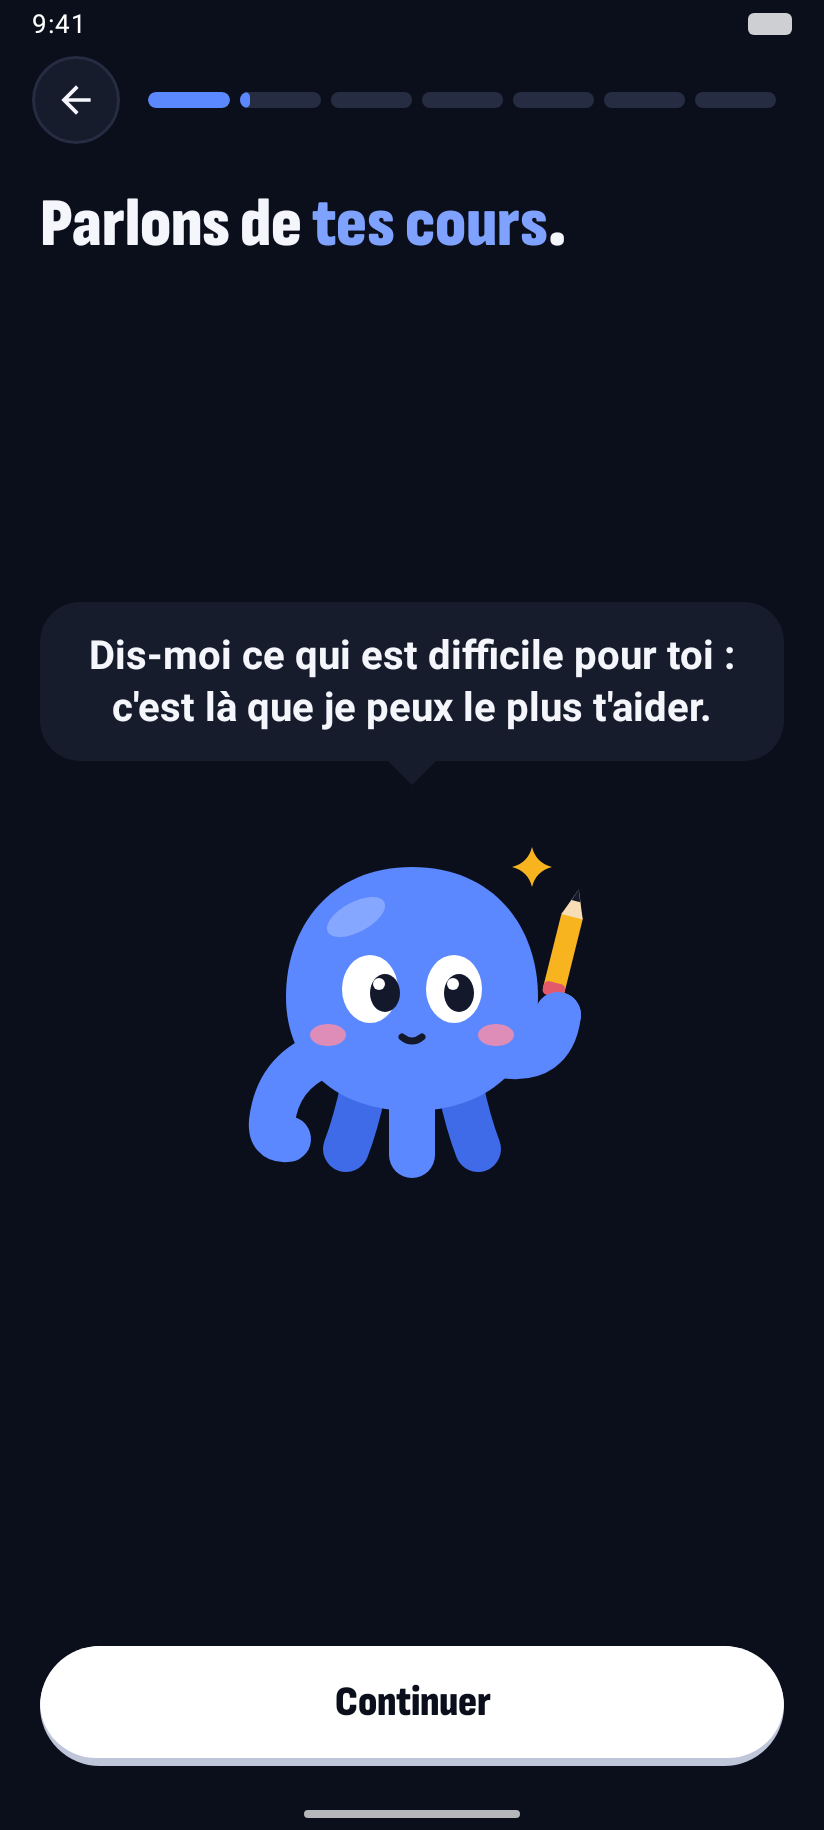 9:41
Parlons de tes cours.
Dis-moi ce qui est difficile pour toi :
c'est là que je peux le plus t'aider.
Continuer